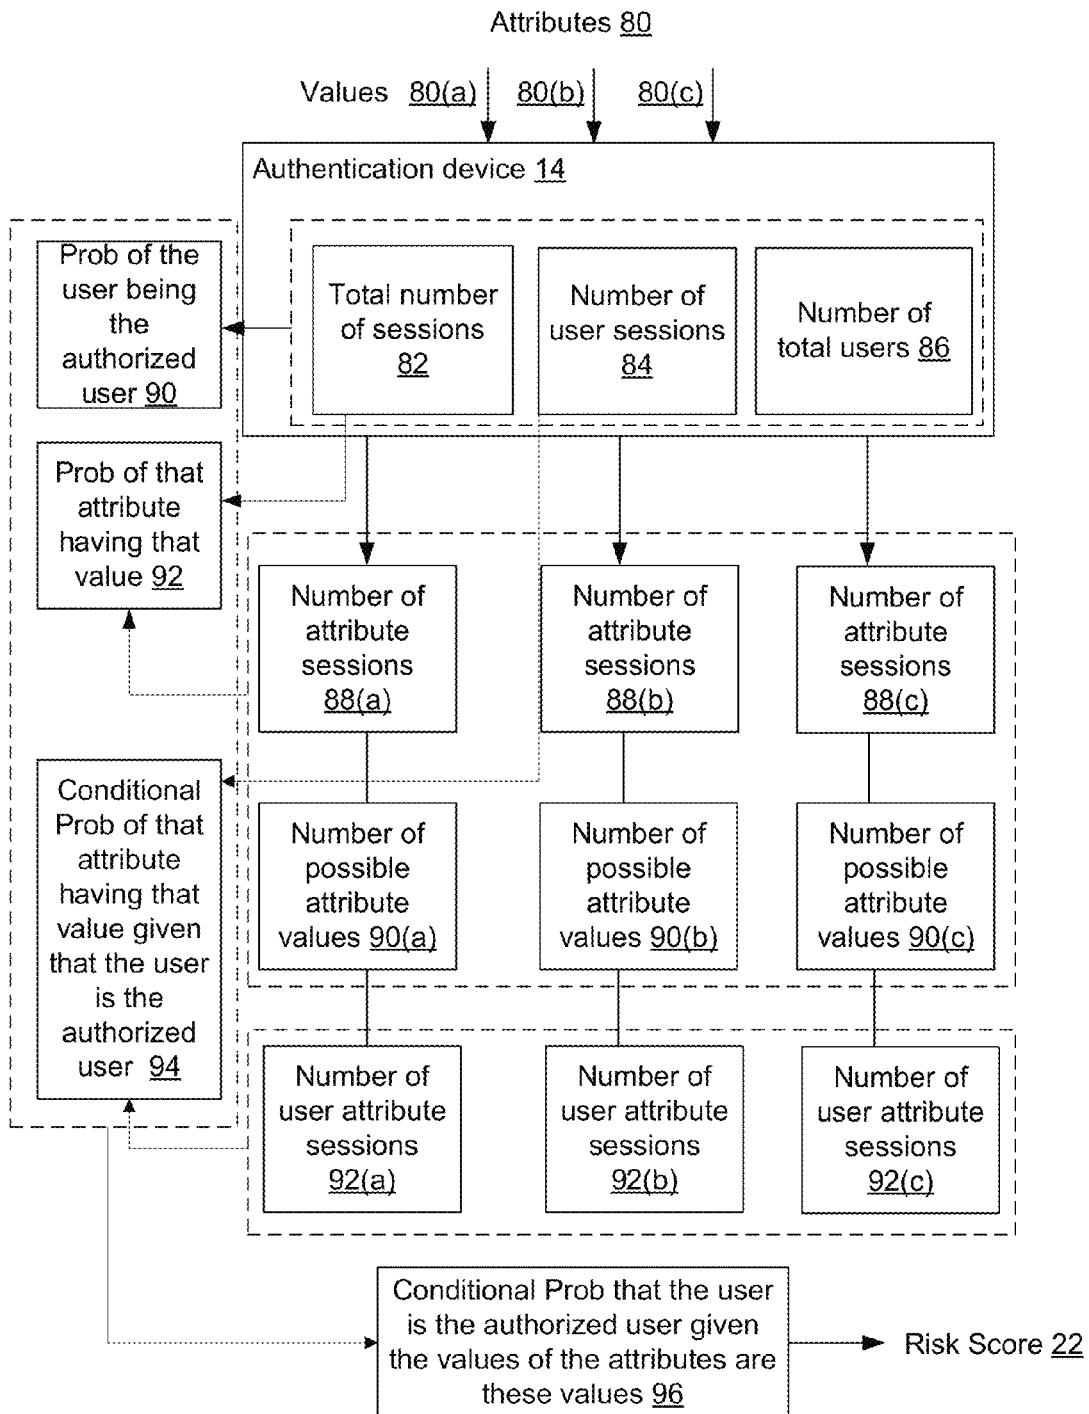 Attributes 80
Values 80(a) 80(b) 80(c)
Authentication device 14
Prob of the
user being
the
authorized
user 90
Total number
of sessions
82
Number of
user sessions
84
Number of
total users 86
Prob of that
attribute
having that
value 92
Number of
attribute
sessions
88(a)
Number of
attribute
sessions
88(b)
Number of
attribute
sessions
88(c)
Conditional
Prob of that
attribute
having that
value given
that the user
is the
authorized
user 94
Number of
possible
attribute
values 90(a)
Number of
possible
attribute
values 90(b)
Number of
possible
attribute
values 90(c)
Number of
user attribute
sessions
92(a)
Number of
user attribute
sessions
92(b)
Number of
user attribute
sessions
92(c)
Conditional Prob that the user
is the authorized user given
the values of the attributes are
these values 96
Risk Score 22